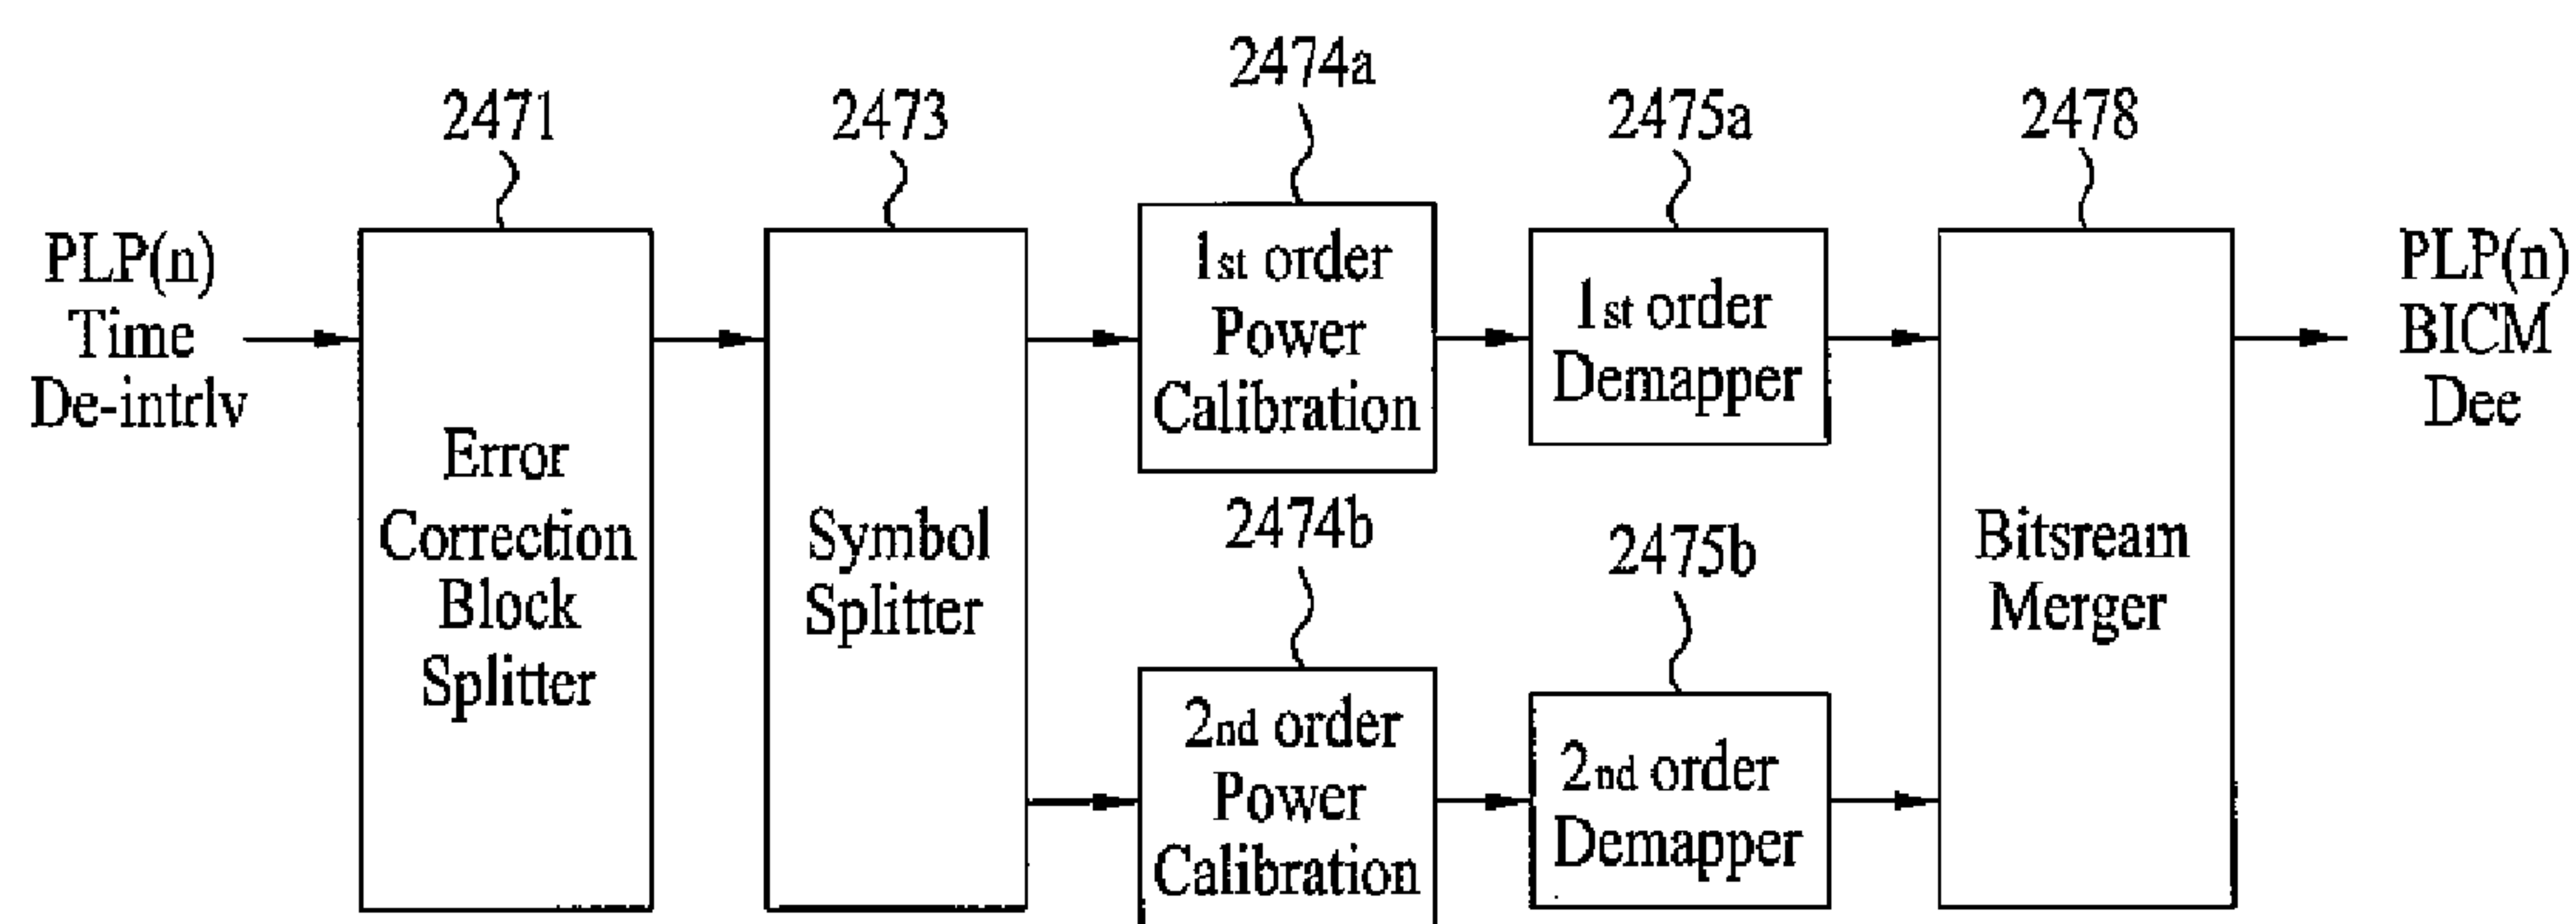 2474a
2471
2473
2475a
2478
PLP(n)
Time
De-intrlv
Error
Correction
Block
Splitter
Symbol
Splitter
1st order
Power
Calibration
1st order
Demapper
2474b
2475b
2nd order
Power
Calibration
2nd order
Demapper
Bitsream
Merger
PLP(n)
BICM
Dee